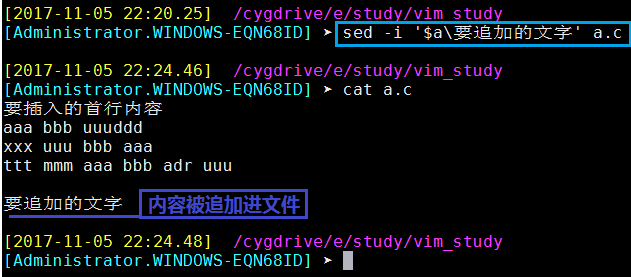 [2017-11-05 22:20.25]  /cygdrive/e/study/vim_study
[Administrator.WINDOWS-EQN68ID] ➤ sed -i '$a\要追加的文字' a.c
[2017-11-05 22:24.46]  /cygdrive/e/study/vim_study
[Administrator.WINDOWS-EQN68ID] ➤ cat a.c
要插入的首行内容
aaa bbb uuuddd
xxx uuu bbb aaa
ttt mmm aaa bbb adr uuu
要追加的文字 内容被追加进文件
[2017-11-05 22:24.48]  /cygdrive/e/study/vim_study
[Administrator.WINDOWS-EQN68ID] ➤